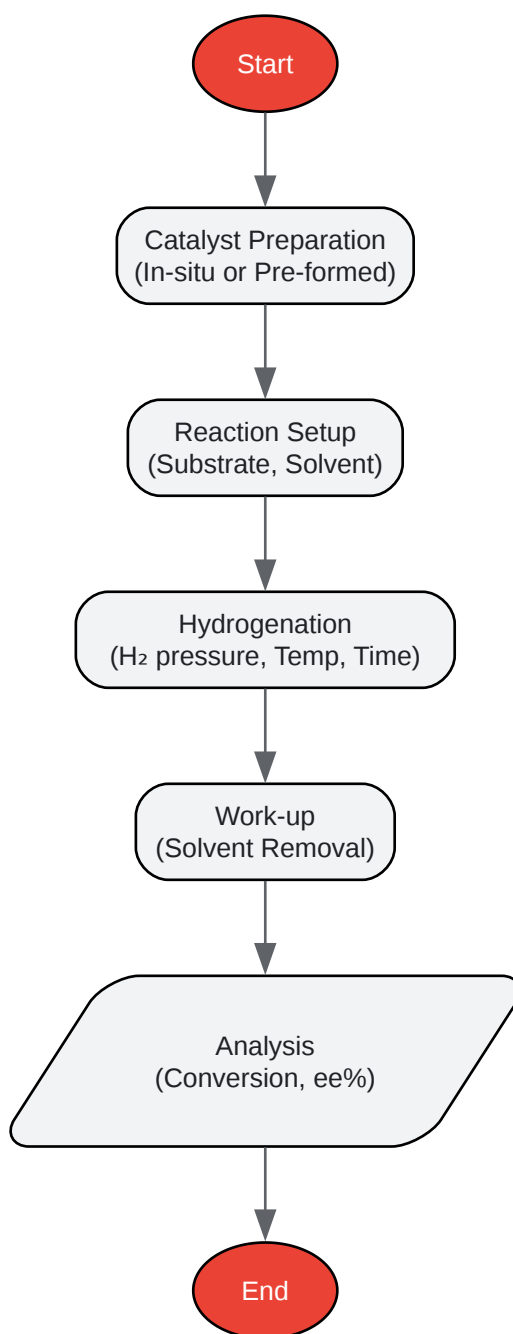 Start
Catalyst Preparation
(In-situ or Pre-formed)
Reaction Setup
(Substrate, Solvent)
Hydrogenation
(H₂ pressure, Temp, Time)
Work-up
(Solvent Removal)
Analysis
(Conversion, ee%)
End